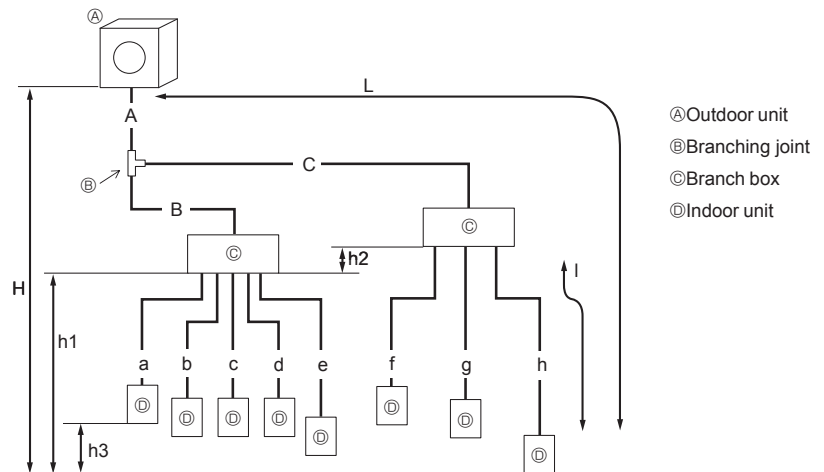 Ⓐ
L
A
ⒶOutdoor unit
C
ⒷBranching joint
Ⓑ
ⒸBranch box
B
ⒹIndoor unit
Ⓒ
Ⓒ
h2
l
H
h1
a b c d e f g h
Ⓓ Ⓓ Ⓓ Ⓓ Ⓓ Ⓓ Ⓓ Ⓓ
h3